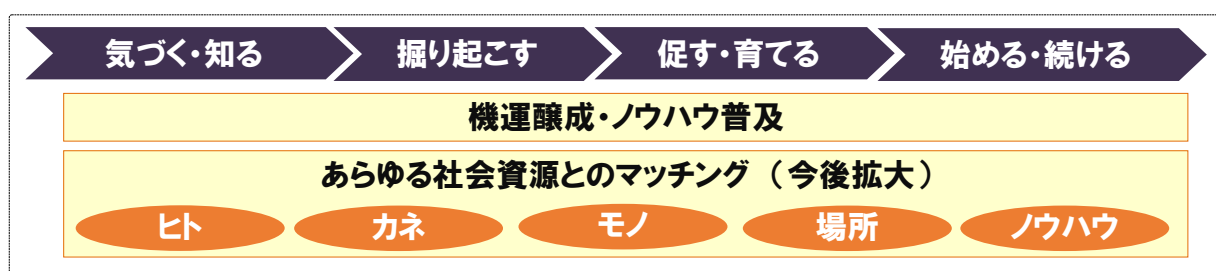 気づく・知る 掘り起こす 促す・育てる 始める・続ける
機運醸成・ノウハウ普及
あらゆる社会資源とのマッチング（今後拡大）
ヒト カネ モノ 場所 ノウハウ